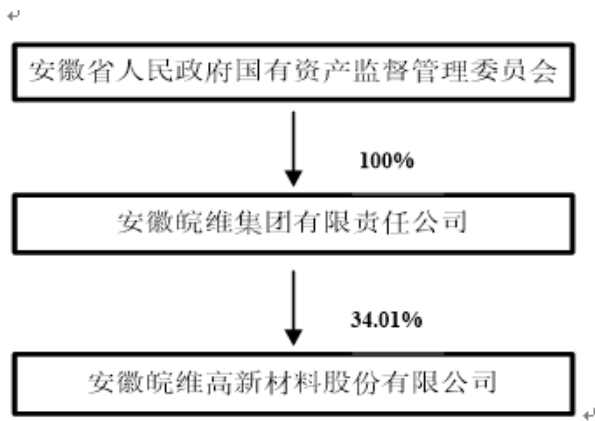 安徽省人民政府国有资产监督管理委员会
100%
安徽皖维集团有限责任公司
34.01%
安徽皖维高新材料股份有限公司